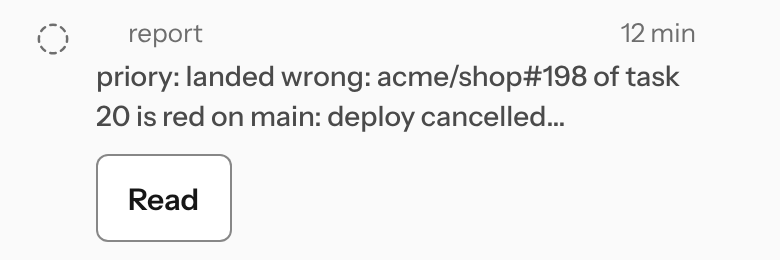 report 12 min
priory: landed wrong: acme/shop#198 of task
20 is red on main: deploy cancelled...
Read